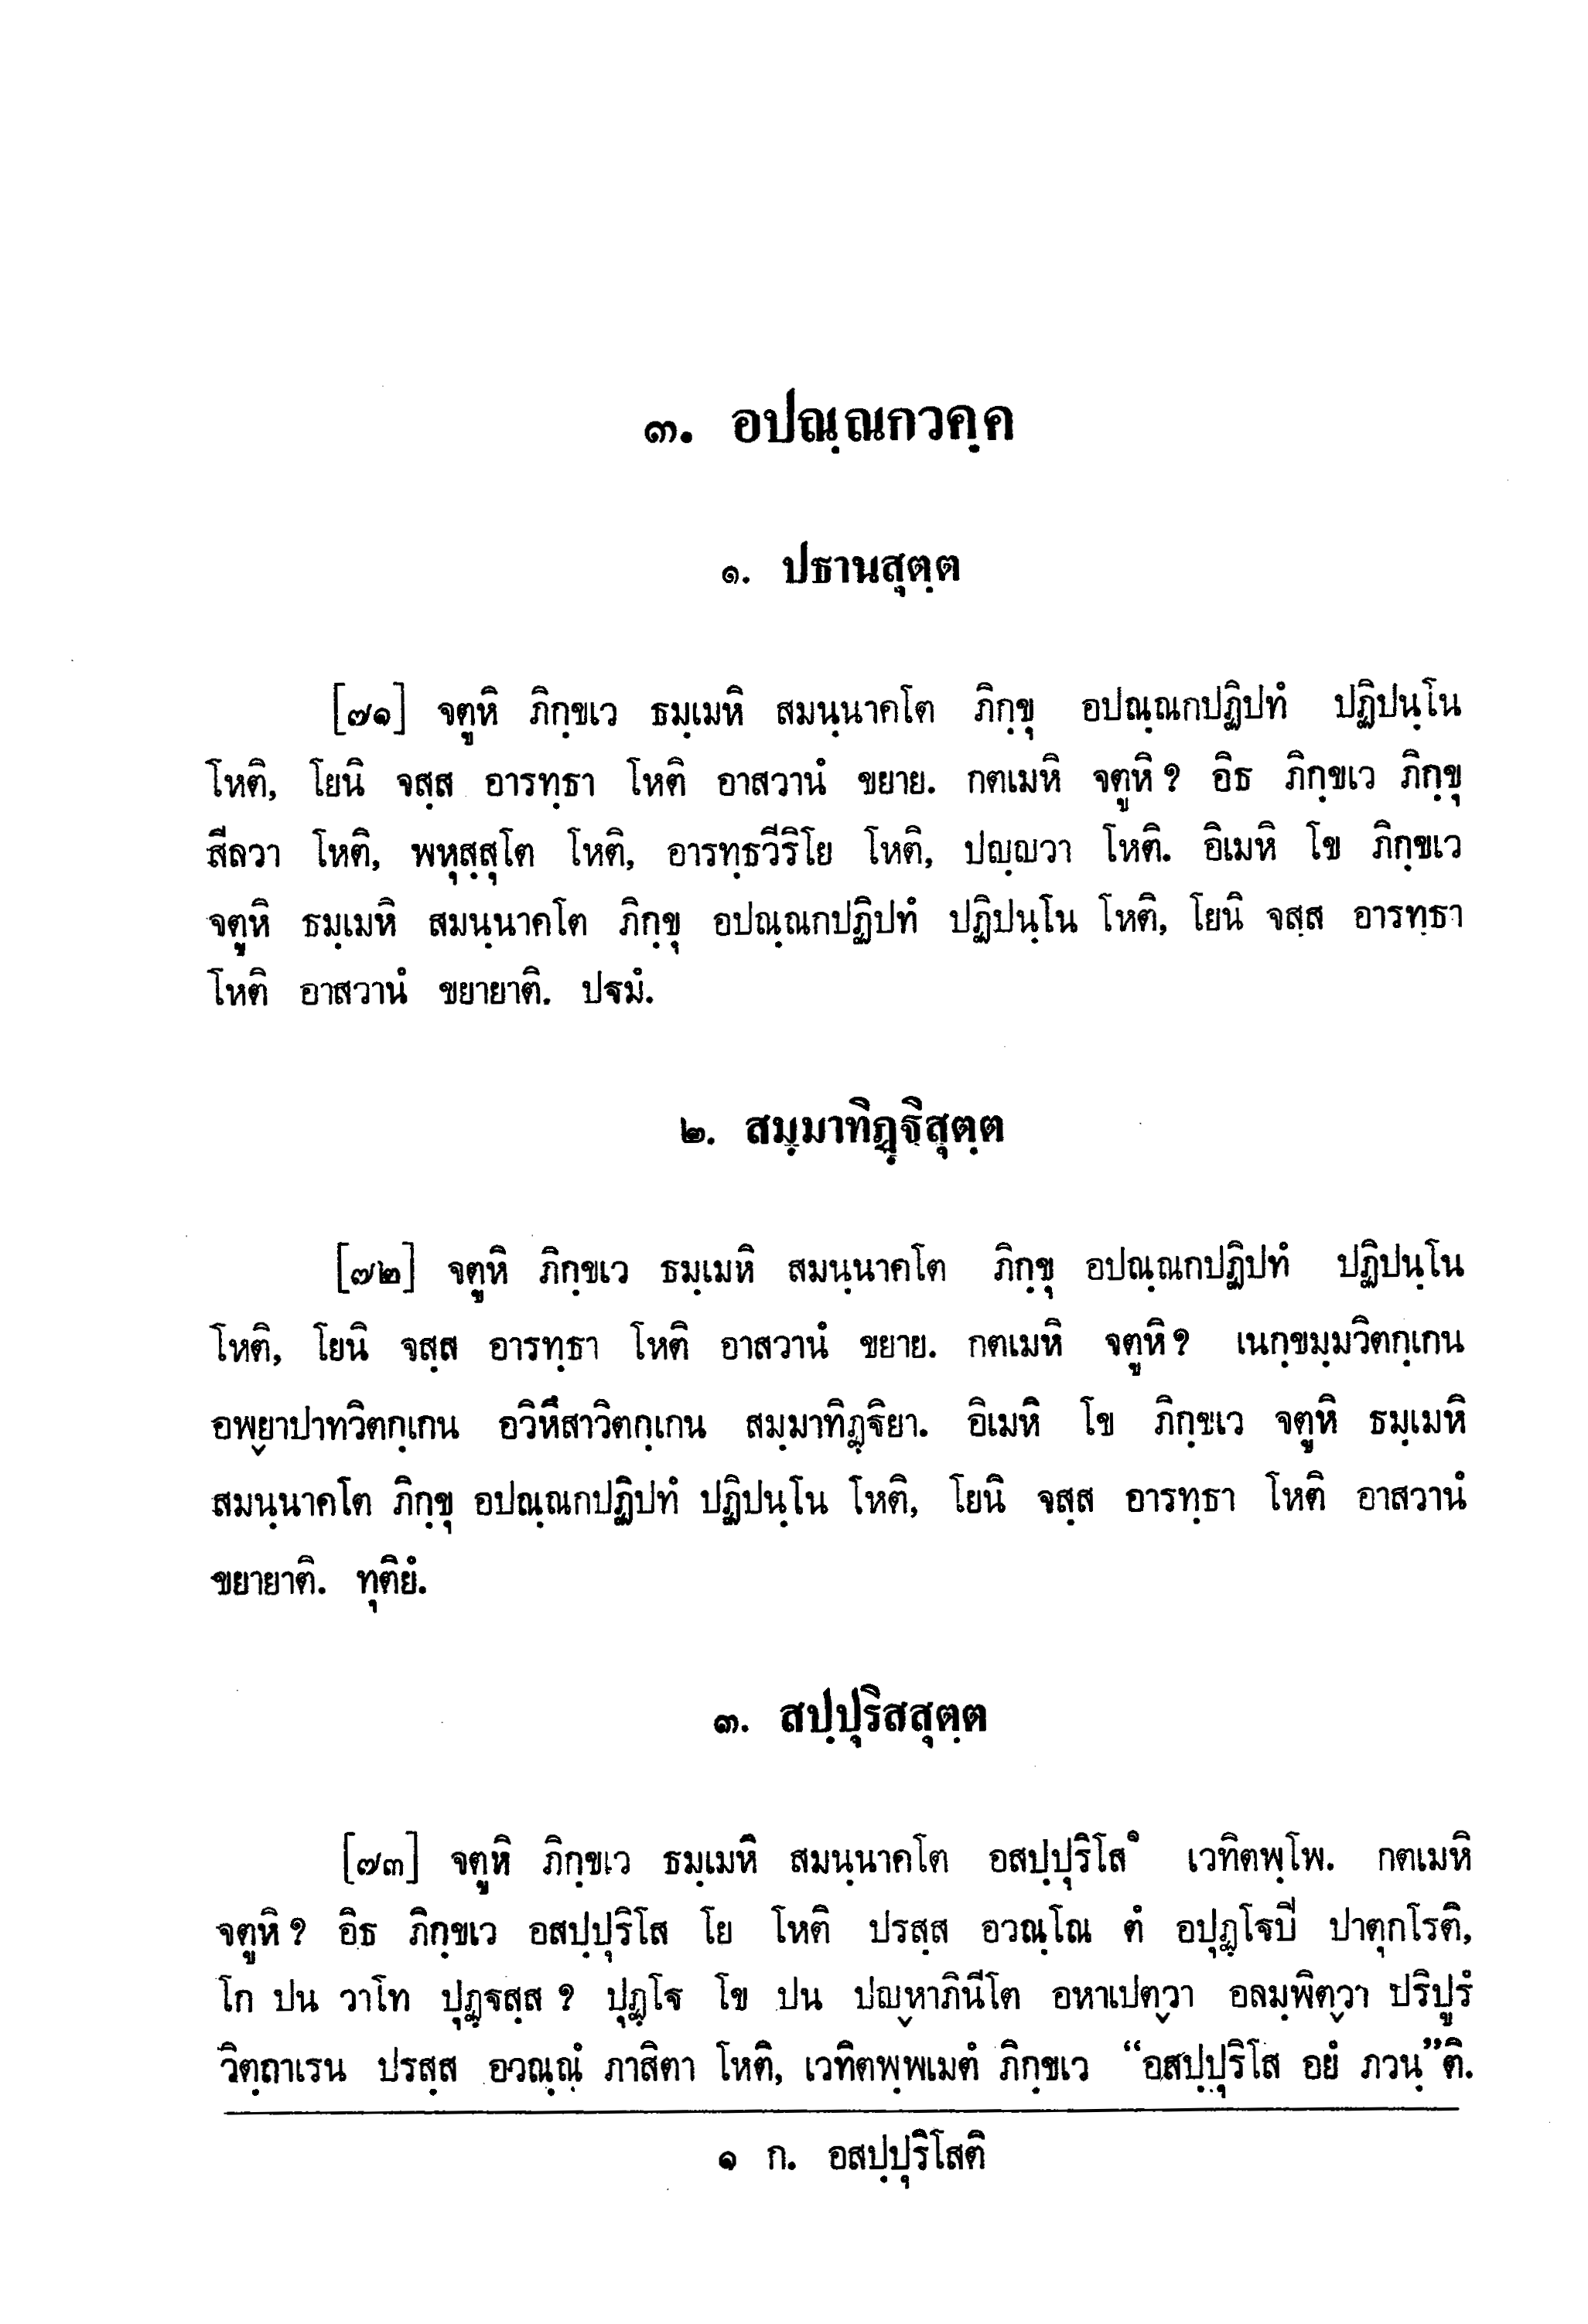 ๓. อปณฺณกวคฺค
๑. ปธานสุตฺต
[๗๑] จตูหิ ภิกฺขเว ธมฺเมหิ สมนฺนาคโต ภิกฺขุ อปณฺณกปฏิปทํ ปฏิปนฺโน
โหติ, โยนิ จสฺส อารทฺธา โหติ อาสวานํ ขยาย. กตเมหิ จตูหิ? อิธ ภิกฺขเว ภิกฺขุ
สีลวา โหติ, พหุสฺสุโต โหติ, อารทฺธวีริโย โหติ, ปญฺญวา โหติ. อิเมหิ โข ภิกฺขเว
จตูหิ ธมฺเมหิ สมนฺนาคโต ภิกฺขุ อปณฺณกปฏิปทํ ปฏิปนฺโน โหติ, โยนิ จสฺส อารทฺธา
โหติ อาสวานํ ขยายาติ. ปฐมํ.
๒. สมฺมาทิฏฺฐิสุตฺต
[๗๒] จตูหิ ภิกฺขเว ธมฺเมหิ สมนฺนาคโต ภิกฺขุ อปณฺณกปฏิปทํ ปฏิปนฺโน
โหติ, โยนิ จสฺส อารทฺธา โหติ อาสวานํ ขยาย. กตเมหิ จตูหิ? เนกฺขมฺมวิตกฺเกน
อพฺยาปาทวิตกฺเกน อวิหึสาวิตกฺเกน สมฺมาทิฏฺฐิยา. อิเมหิ โข ภิกฺขเว จตูหิ ธมฺเมหิ
สมนฺนาคโต ภิกฺขุ อปณฺณกปฏิปทํ ปฏิปนฺโน โหติ, โยนิ จสฺส อารทฺธา โหติ อาสวานํ
ขยายาติ. ทุติยํ.
๓. สปฺปุริสสุตฺต
[๗๓] จตูหิ ภิกฺขเว ธมฺเมหิ สมนฺนาคโต อสปฺปุริโส๑ เวทิตพฺโพ. กตเมหิ
จตูหิ? อิธ ภิกฺขเว อสปฺปุริโส โย โหติ ปรสฺส อวณฺโณ ตํ อปุฏฺโฐปิ ปาตุกโรติ,
โก ปน วาโท ปุฏฺฐสฺส? ปุฏฺโฐ โข ปน ปญฺหาภินีโต อหาเปตฺวา อลมฺพิตฺวา ปริปูรํ
วิตฺถาเรน ปรสฺส อวณฺณํ ภาสิตา โหติ, เวทิตพฺพเมตํ ภิกฺขเว “อสปฺปุริโส อยํ ภวนฺ”ติ.
๑ ก. อสปฺปุริโสติ